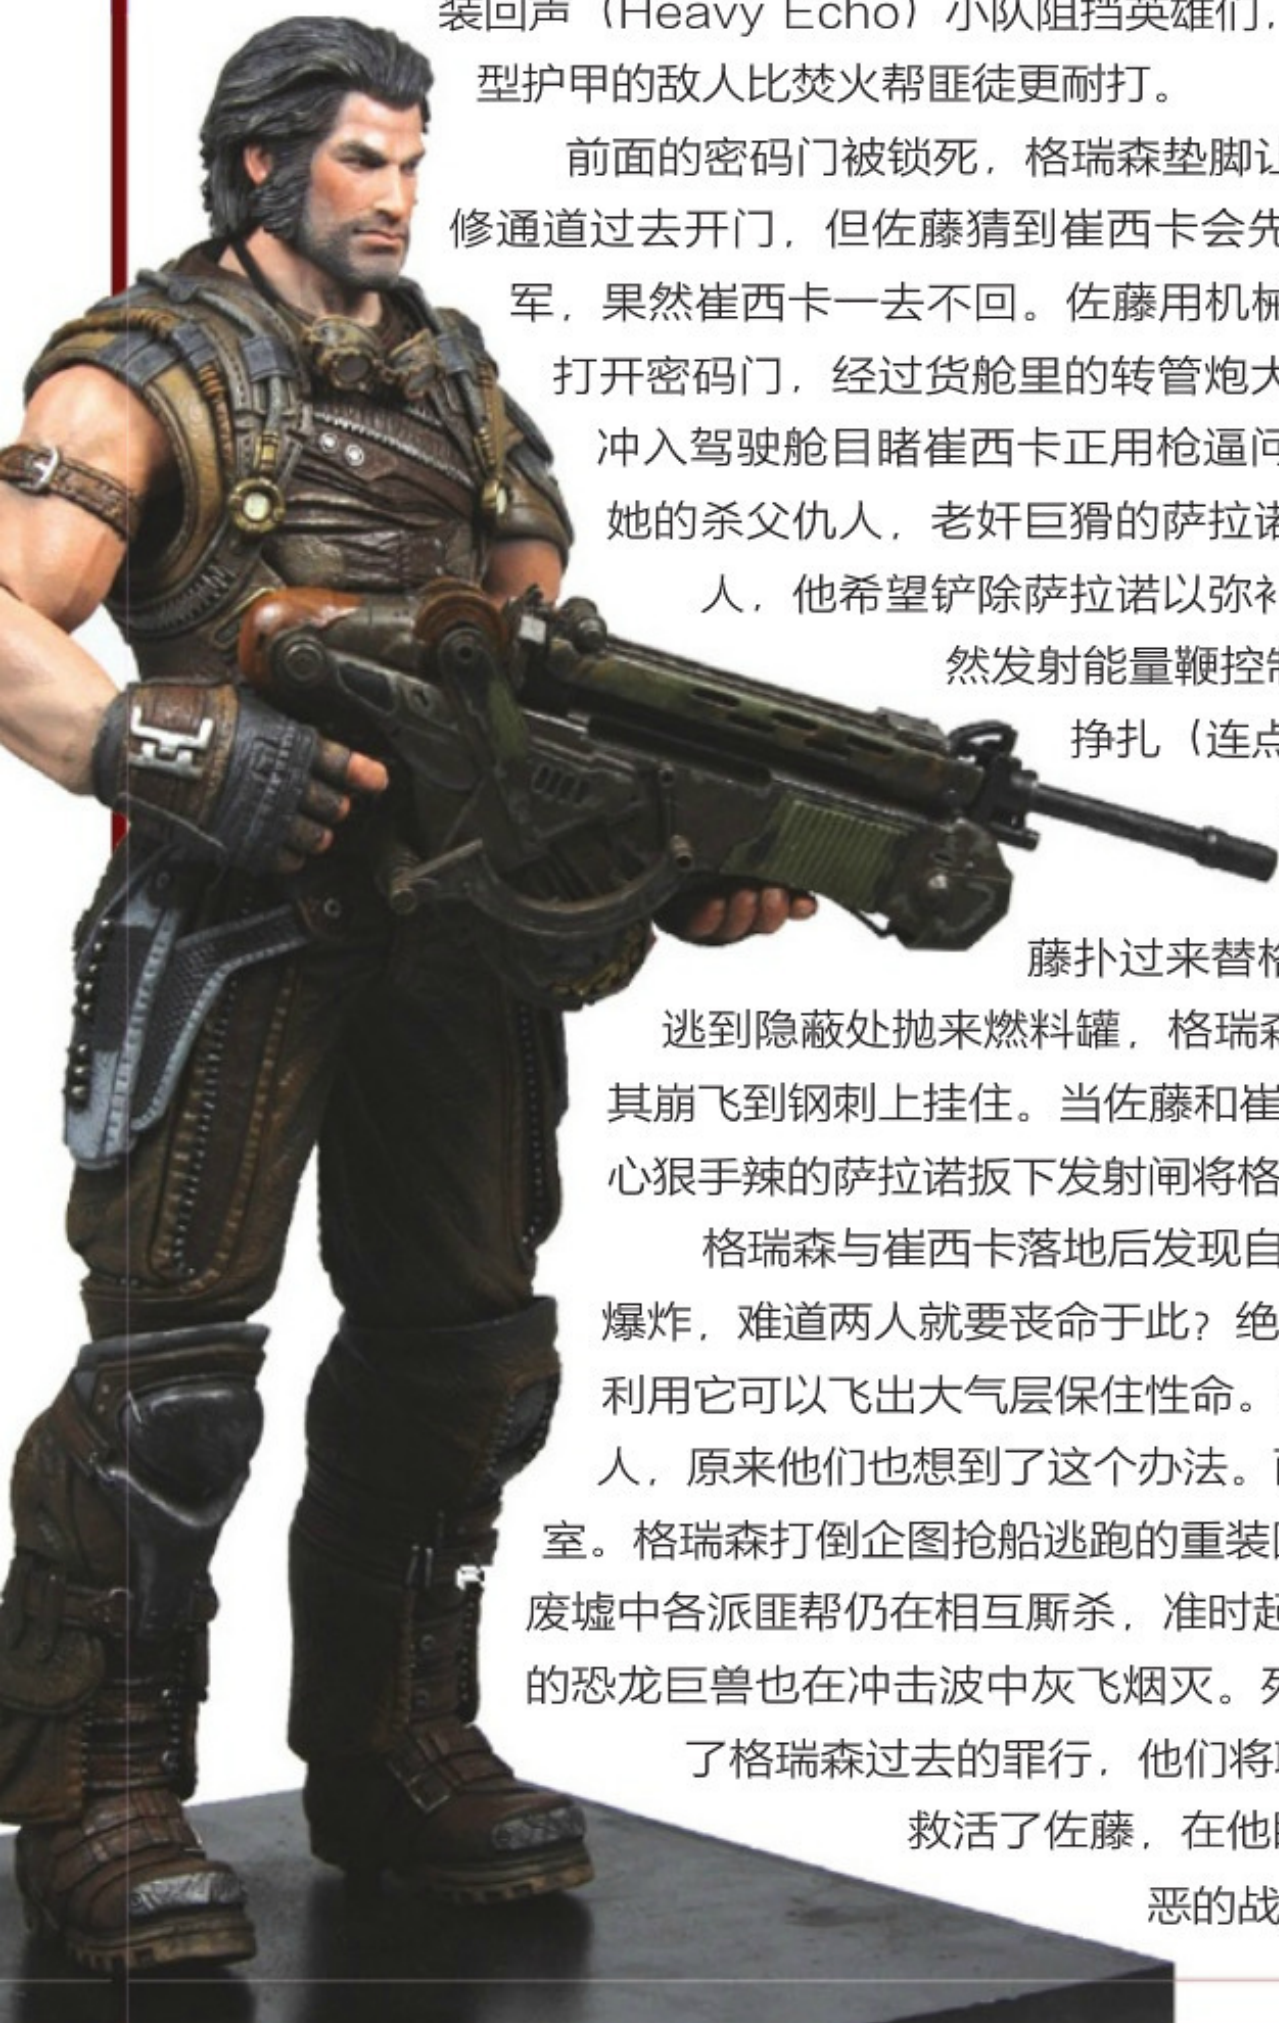 装回声（Heavy Echo）小队阻挡英雄们，
型护甲的敌人比焚火帮匪徒更耐打。
前面的密码门被锁死，格瑞森垫脚让
修通道过去开门，但佐藤猜到崔西卡会先
军，果然崔西卡一去不回。佐藤用机械
打开密码门，经过货舱里的转管炮大
冲入驾驶舱目睹崔西卡正用枪逼问
她的杀父仇人，老奸巨猾的萨拉诺
人，他希望铲除萨拉诺以弥补
然发射能量鞭控制
挣扎（连点
藤扑过来替格
逃到隐蔽处抛来燃料罐，格瑞森
其崩飞到钢刺上挂住。当佐藤和崔
心狠手辣的萨拉诺扳下发射闸将格
格瑞森与崔西卡落地后发现自
爆炸，难道两人就要丧命于此？绝
利用它可以飞出大气层保住性命。
人，原来他们也想到了这个办法。
室。格瑞森打倒企图抢船逃跑的重装
废墟中各派匪帮仍在相互厮杀，准时起
的恐龙巨兽也在冲击波中灰飞烟灭。
了格瑞森过去的罪行，他们将
救活了佐藤，在他
恶的战